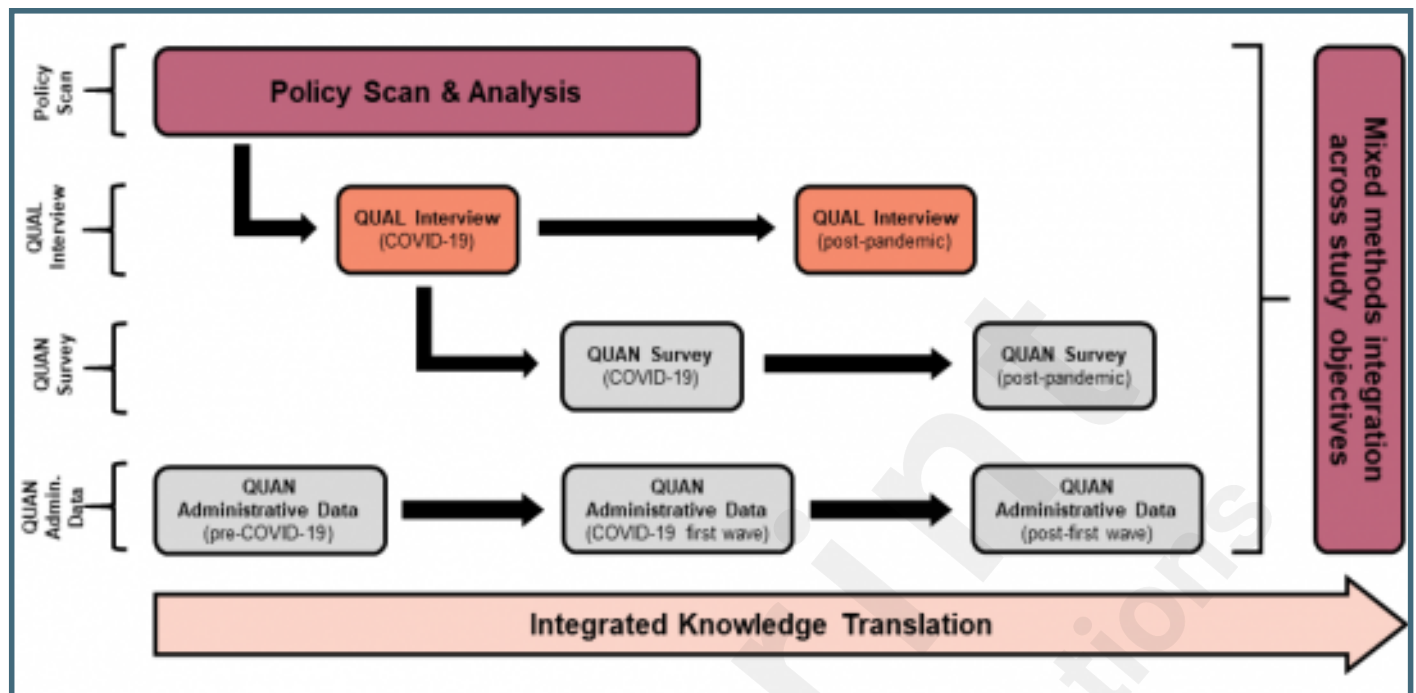 Policy
Scan
Policy Scan & Analysis
QUAL
Interview
QUAL Interview
(COVID-19)
QUAL Interview
(post-pandemic)
QUAN
Survey
QUAN Survey
(COVID-19)
QUAN Survey
(post-pandemic)
QUAN
Admin.
Data
QUAN
Administrative Data
(pre-COVID-19)
QUAN
Administrative Data
(COVID-19 first wave)
QUAN
Administrative Data
(post-first wave)
Mixed methods integration
across study objectives
Integrated Knowledge Translation
rint
tions